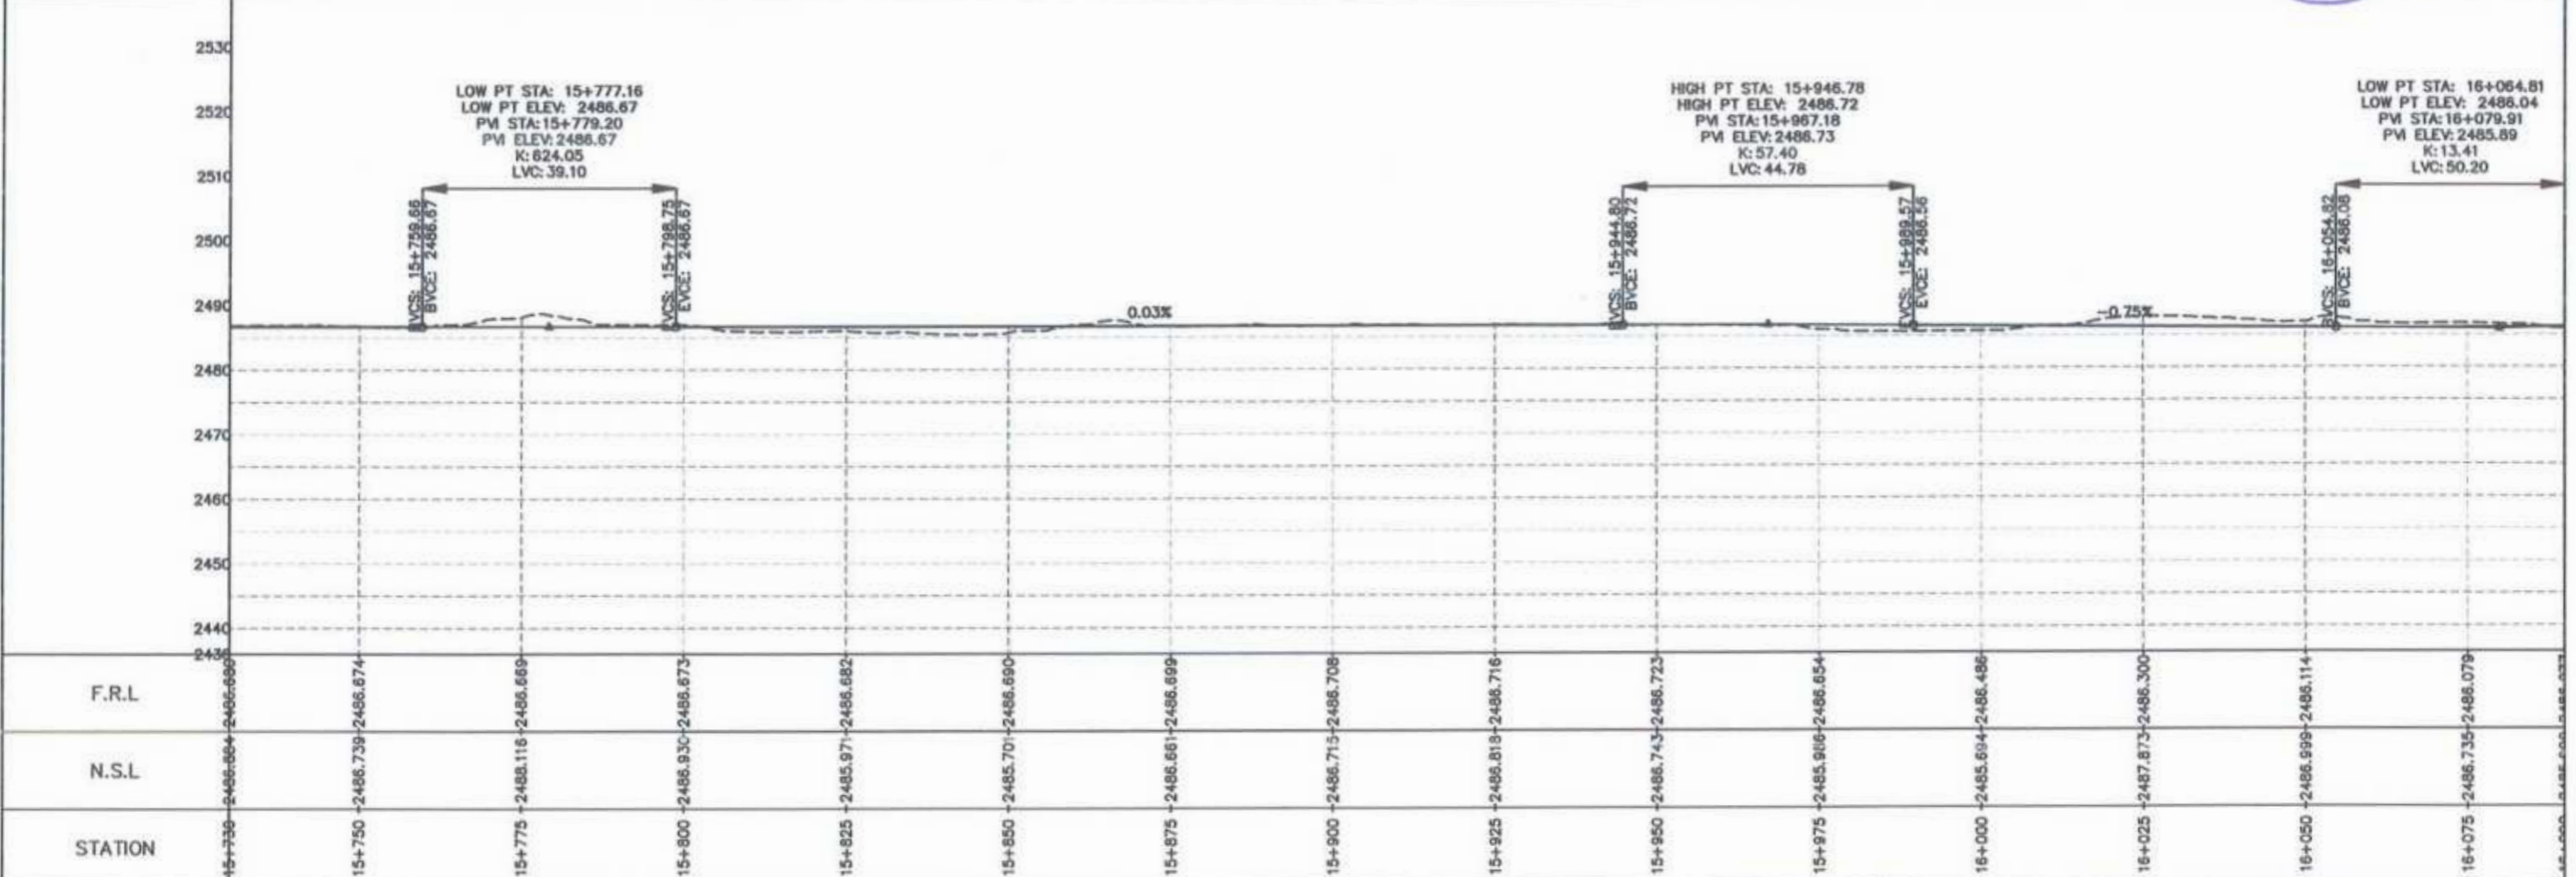 2530
2520
2510
2500
2490
2480
2470
2460
2450
2440
2430
LOW PT STA: 15+777.16
LOW PT ELEV: 2486.67
PVI STA:15+779.20
PVI ELEV:2486.67
K:624.05
LVC:39.10
BVCS: 15+759.66
BVCE: 2486.67
EVCS: 15+798.75
EVCE: 2486.67
0.03%
HIGH PT STA: 15+946.78
HIGH PT ELEV: 2486.72
PVI STA:15+967.18
PVI ELEV:2486.73
K:57.40
LVC:44.78
BVCS: 15+944.80
BVCE: 2486.72
EVCS: 15+989.57
EVCE: 2486.56
-0.75%
LOW PT STA: 16+064.81
LOW PT ELEV: 2486.04
PVI STA:16+079.91
PVI ELEV:2485.89
K:13.41
LVC:50.20
BVCS: 16+054.82
BVCE: 2486.08
F.R.L
2486.680
2486.674
2486.669
2486.673
2486.682
2486.690
2486.699
2486.708
2486.716
2486.723
2486.654
2486.486
2486.300
2486.114
2486.079
N.S.L
2486.884
2486.739
2488.116
2486.930
2485.971
2485.701
2486.661
2486.715
2486.818
2486.743
2485.986
2485.694
2487.873
2486.999
2486.735
STATION
15+730
15+750
15+775
15+800
15+825
15+850
15+875
15+900
15+925
15+950
15+975
16+000
16+025
16+050
16+075